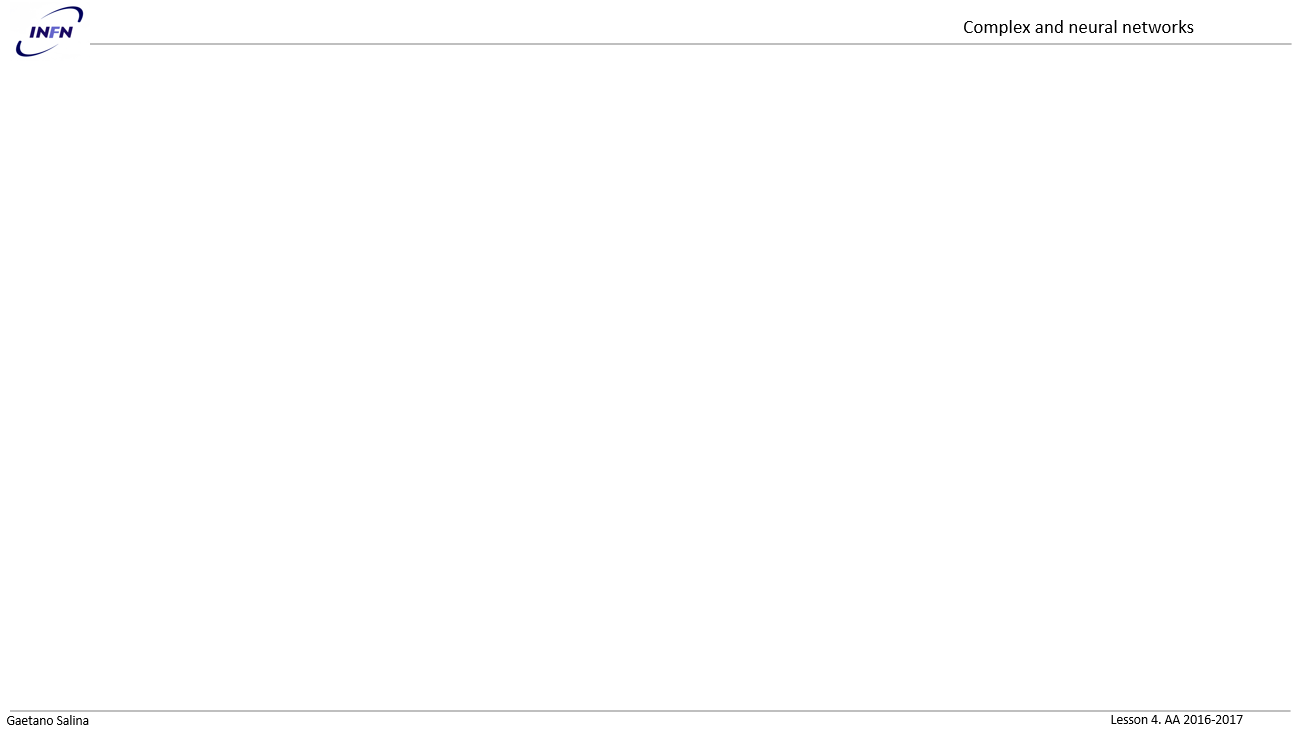 INFN
Complex and neural networks
Gaetano Salina
Lesson 4. AA 2016-2017